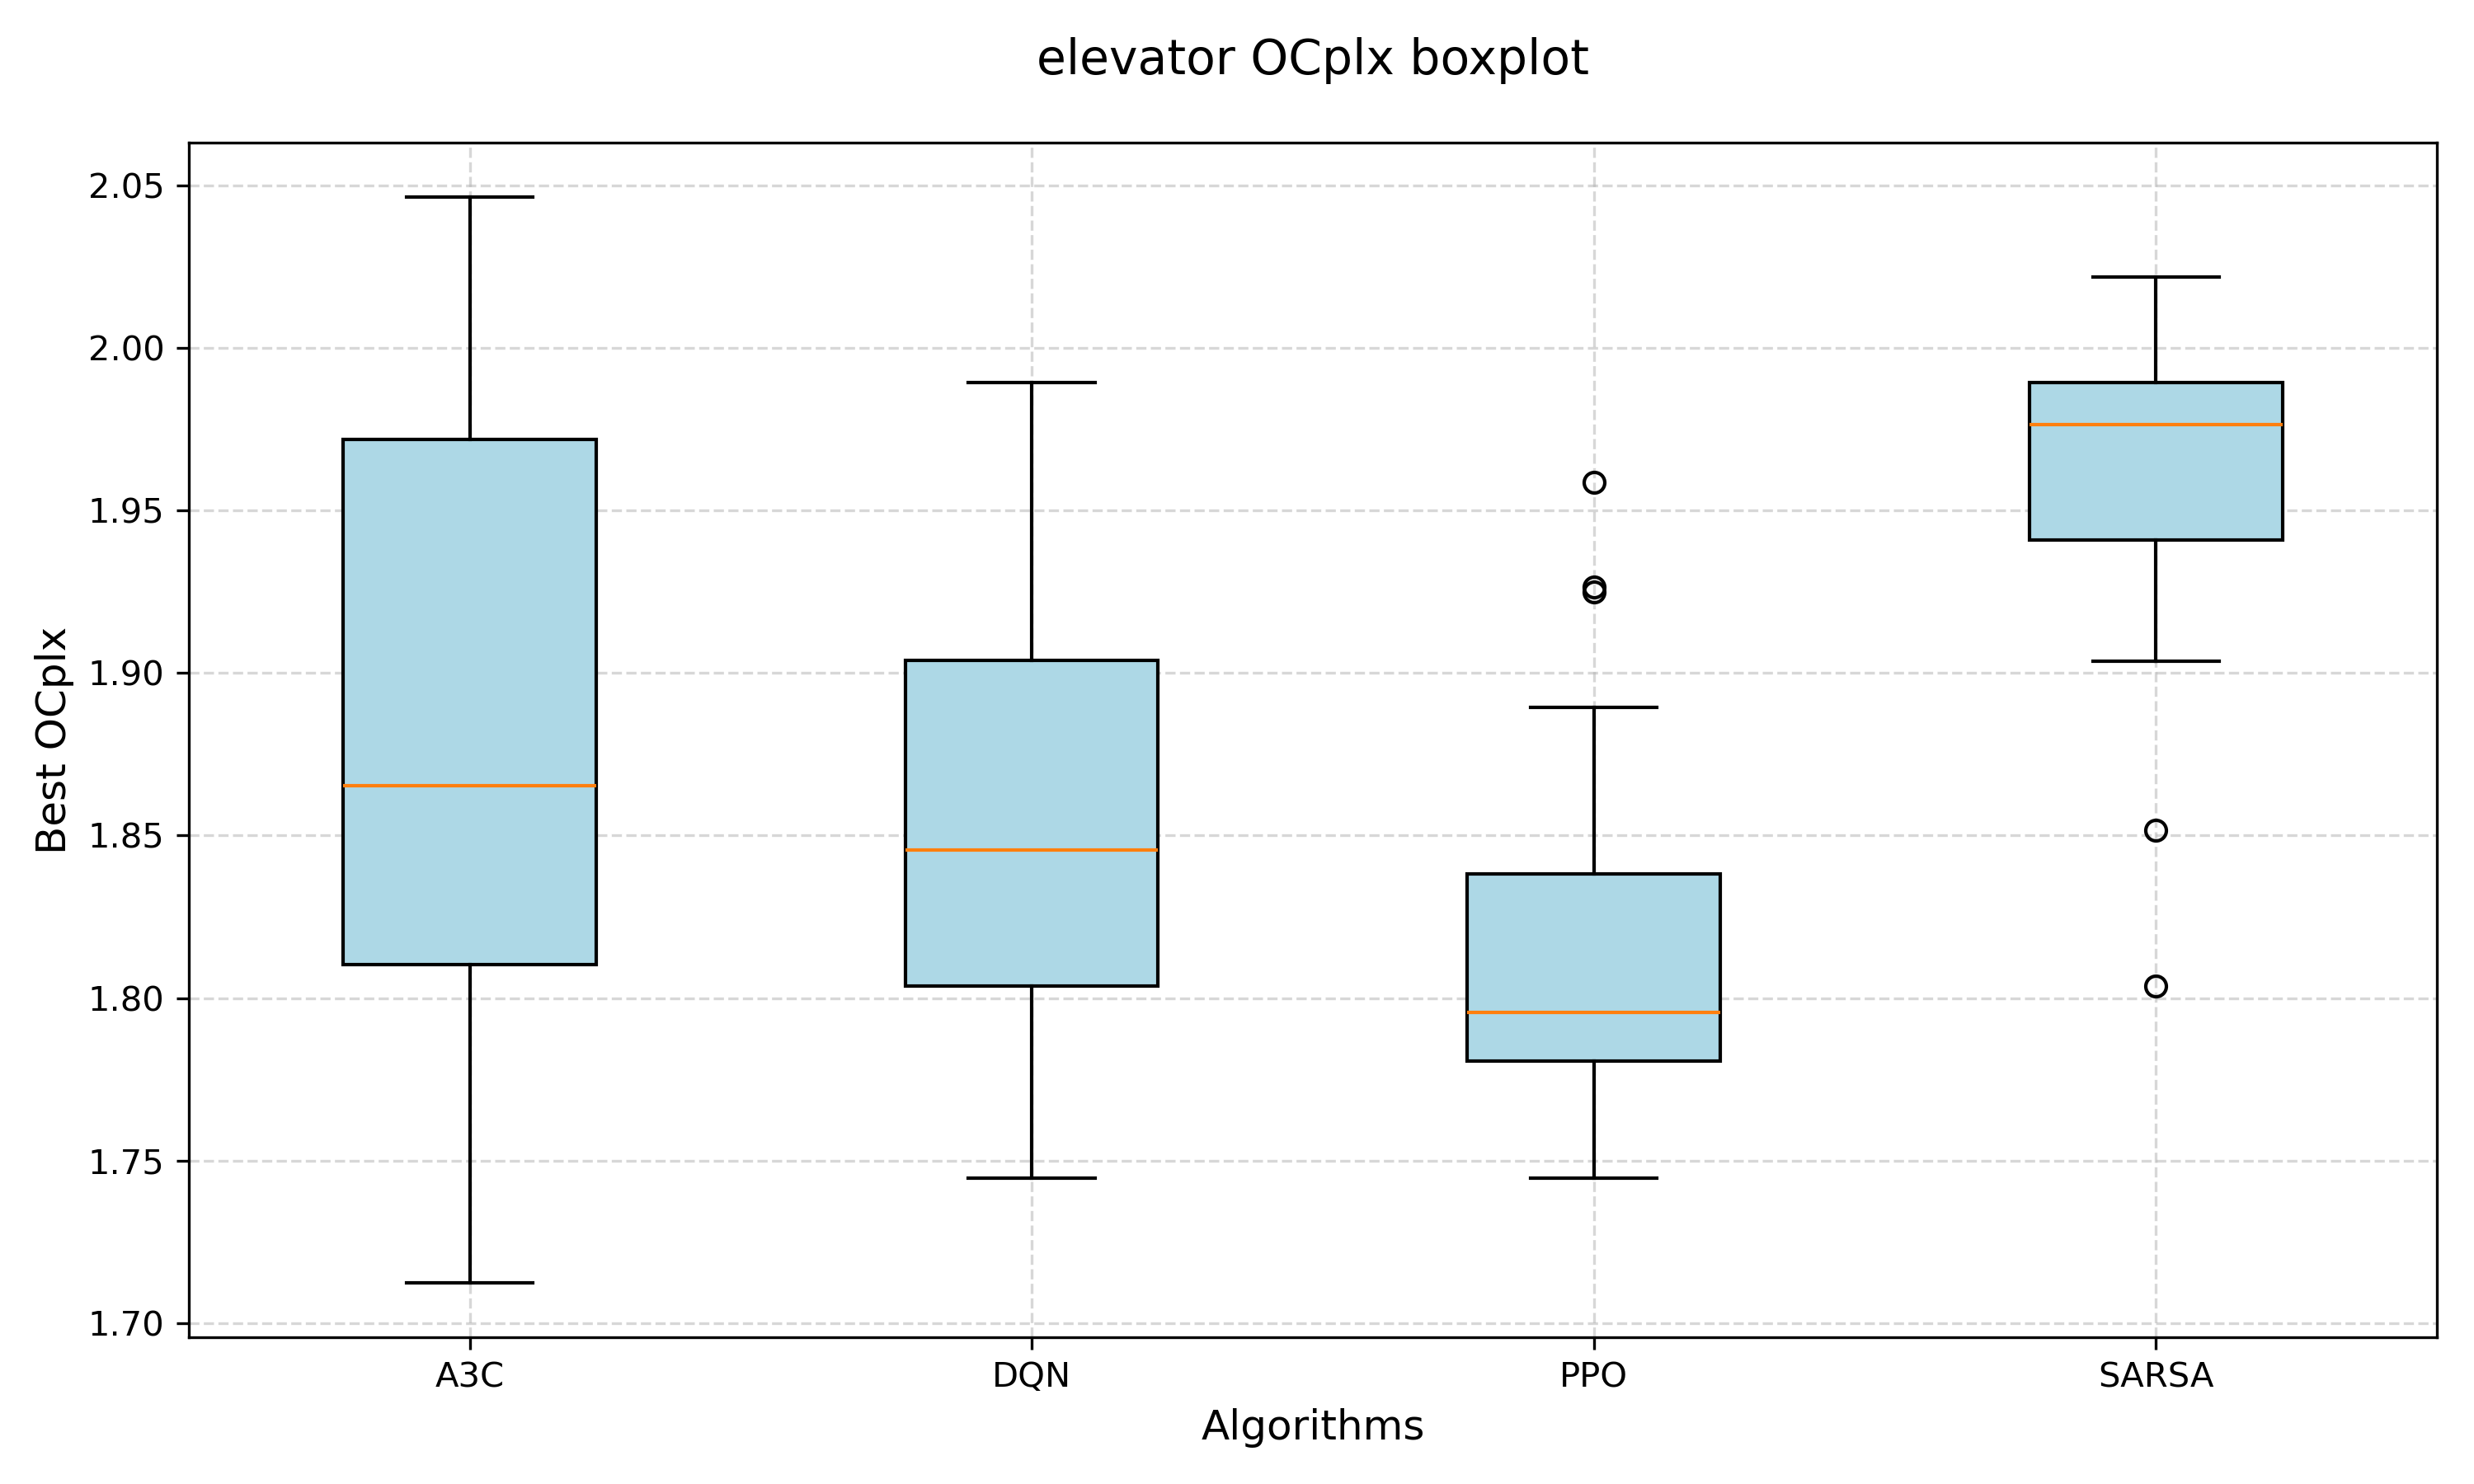 elevator OCplx boxplot
Best OCplx
2.05
2.00
1.95
1.90
1.85
1.80
1.75
1.70
A3C DQN PPO SARSA
Algorithms